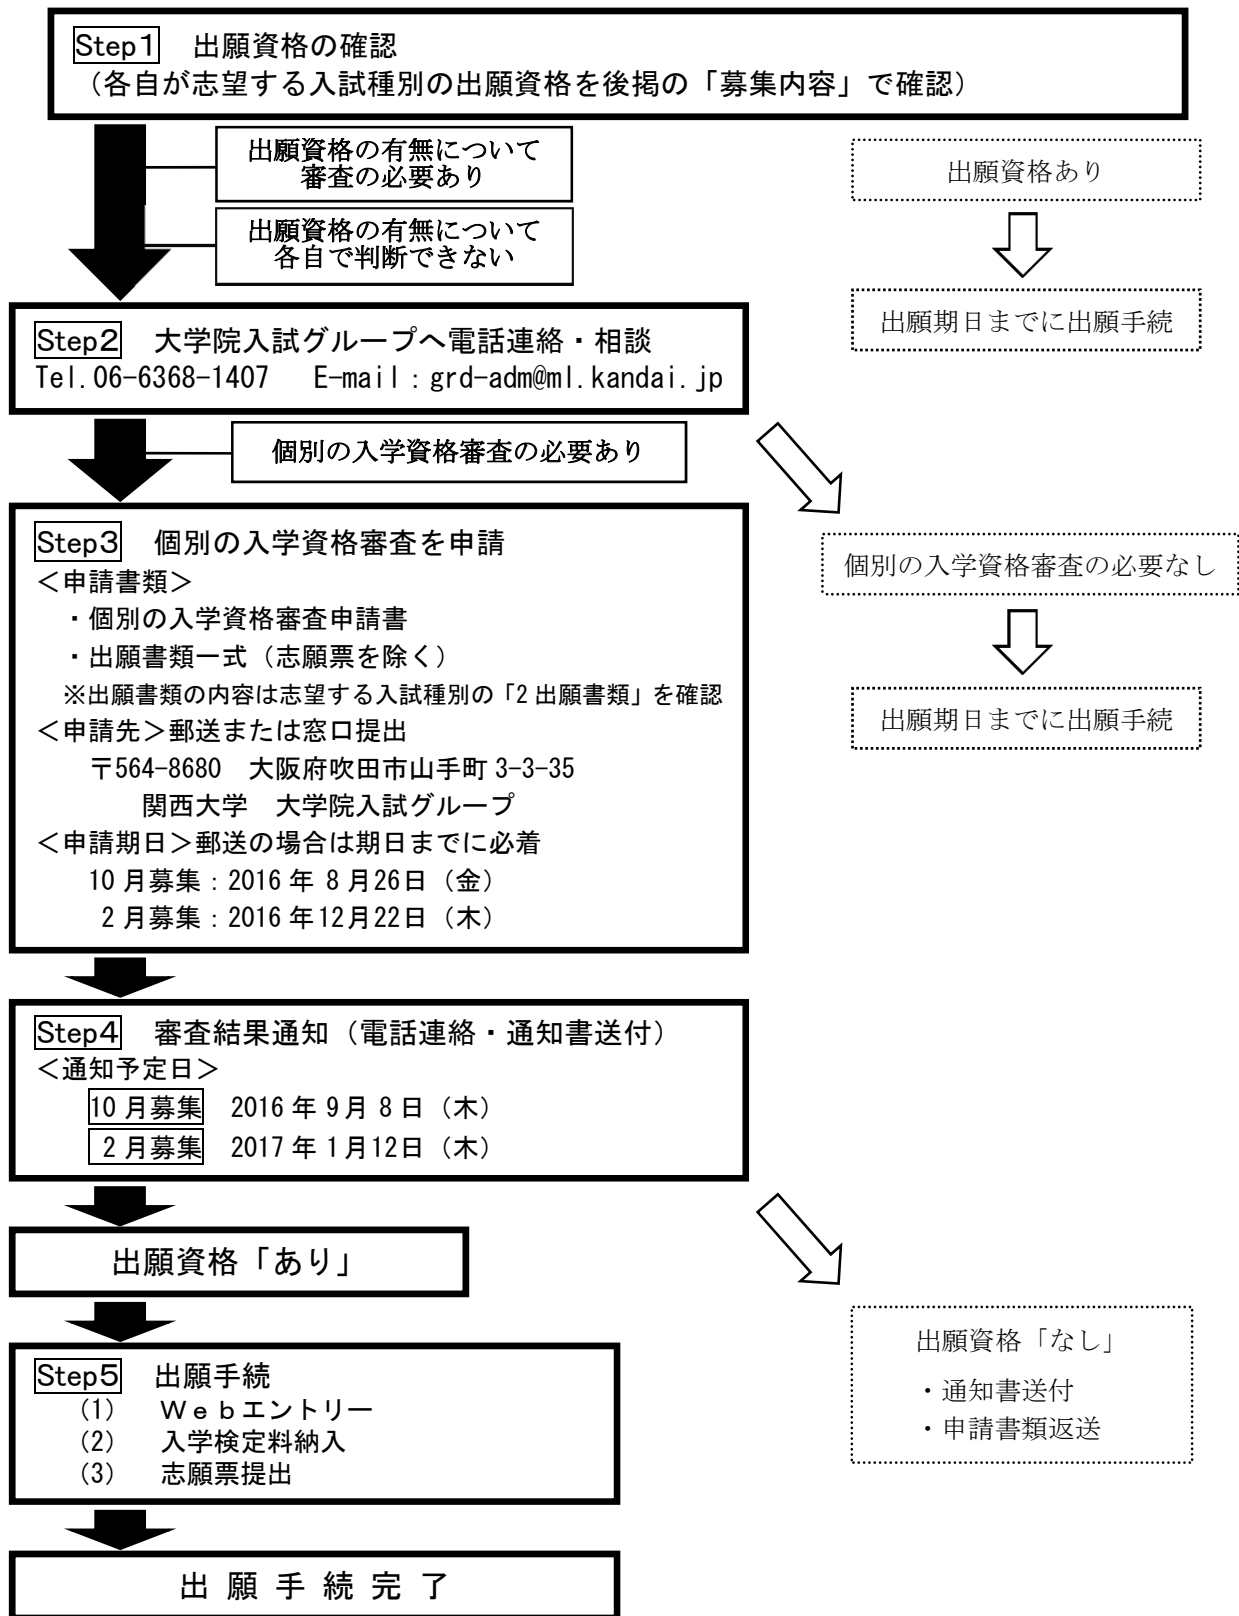 Step1　出願資格の確認
（各自が志望する入試種別の出願資格を後掲の「募集内容」で確認）
出願資格の有無について
審査の必要あり
出願資格の有無について
各自で判断できない
出願資格あり
出願期日までに出願手続
Step2　大学院入試グループへ電話連絡・相談
Tel.06-6368-1407　E-mail：grd-adm@ml.kandai.jp
個別の入学資格審査の必要あり
個別の入学資格審査の必要なし
出願期日までに出願手続
Step3　個別の入学資格審査を申請
＜申請書類＞
・個別の入学資格審査申請書
・出願書類一式（志願票を除く）
※出願書類の内容は志望する入試種別の「2 出願書類」を確認
＜申請先＞郵送または窓口提出
〒564-8680　大阪府吹田市山手町 3-3-35
関西大学　大学院入試グループ
＜申請期日＞郵送の場合は期日までに必着
10 月募集：2016 年 8 月26日（金）
2 月募集：2016 年12月22日（木）
Step4　審査結果通知（電話連絡・通知書送付）
＜通知予定日＞
10 月募集　2016 年 9 月 8 日（木）
2 月募集　2017 年 1 月12日（木）
出願資格「あり」
出願資格「なし」
・通知書送付
・申請書類返送
Step5　出願手続
(1)　Ｗｅｂエントリー
(2)　入学検定料納入
(3)　志願票提出
出 願 手 続 完 了